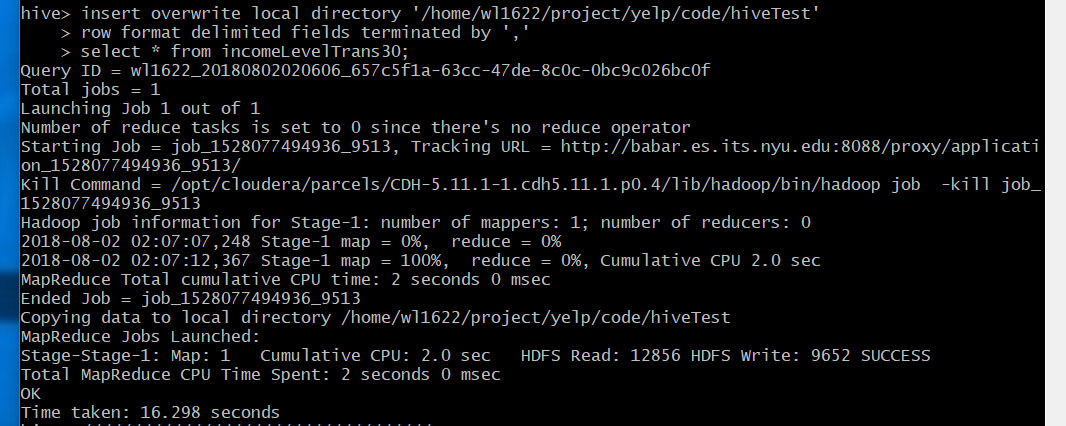 hive> insert overwrite local directory '/home/wl1622/project/yelp/code/hiveTest'
    > row format delimited fields terminated by ','
    > select * from incomeLevelTrans30;
Query ID = wl1622_20180802020606_657c5f1a-63cc-47de-8c0c-0bc9c026bc0f
Total jobs = 1
Launching Job 1 out of 1
Number of reduce tasks is set to 0 since there's no reduce operator
Starting Job = job_1528077494936_9513, Tracking URL = http://babar.es.its.nyu.edu:8088/proxy/applicati
on_1528077494936_9513/
Kill Command = /opt/cloudera/parcels/CDH-5.11.1-1.cdh5.11.1.p0.4/lib/hadoop/bin/hadoop job  -kill job_
1528077494936_9513
Hadoop job information for Stage-1: number of mappers: 1; number of reducers: 0
2018-08-02 02:07:07,248 Stage-1 map = 0%,  reduce = 0%
2018-08-02 02:07:12,367 Stage-1 map = 100%,  reduce = 0%, Cumulative CPU 2.0 sec
MapReduce Total cumulative CPU time: 2 seconds 0 msec
Ended Job = job_1528077494936_9513
Copying data to local directory /home/wl1622/project/yelp/code/hiveTest
MapReduce Jobs Launched:
Stage-Stage-1: Map: 1   Cumulative CPU: 2.0 sec   HDFS Read: 12856 HDFS Write: 9652 SUCCESS
Total MapReduce CPU Time Spent: 2 seconds 0 msec
OK
Time taken: 16.298 seconds